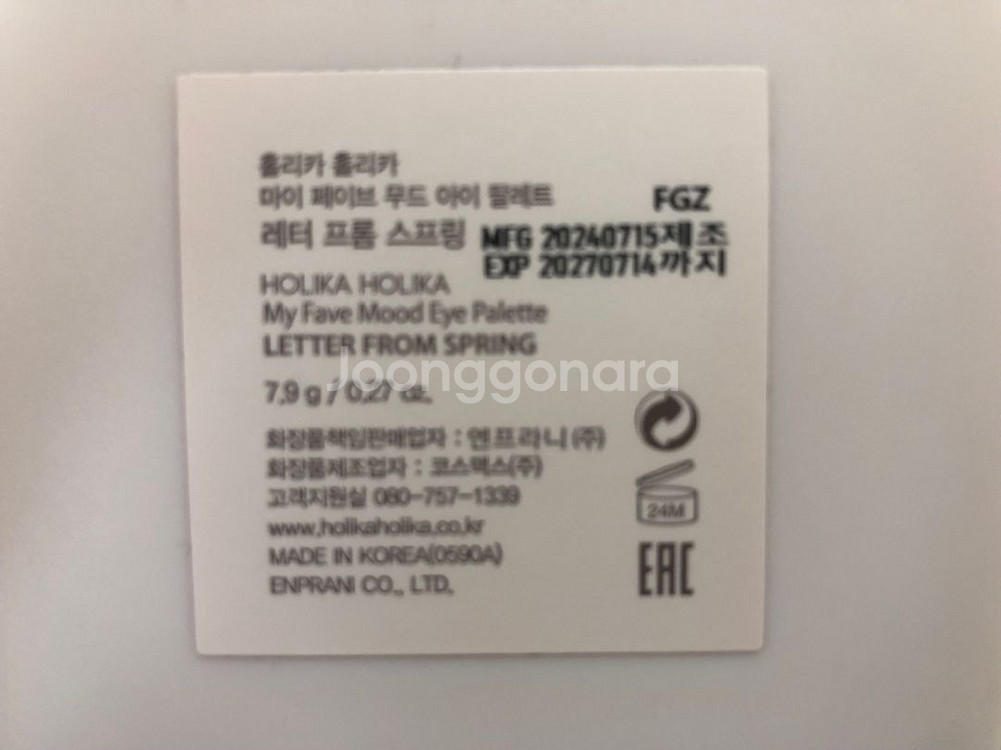 홀리카 홀리카
마이 페이브 무드 아이 팔레트
FGZ
레터 프롬 스프링
MFG 20240715제조
EXP 20270714까지
HOLIKA HOLIKA
My Fave Mood Eye Palette
LETTER FROM SPRING
Joonggonara
7.9 g / 0.27 oz.
화장품책임판매업자 : 엔프라니 (주)
화장품제조업자 : 코스맥스(주)
고객지원실 080-757-1339
www.holikaholika.co.kr
24M
MADE IN KOREA(0590A)
EAC
ENPRANI CO., LTD.